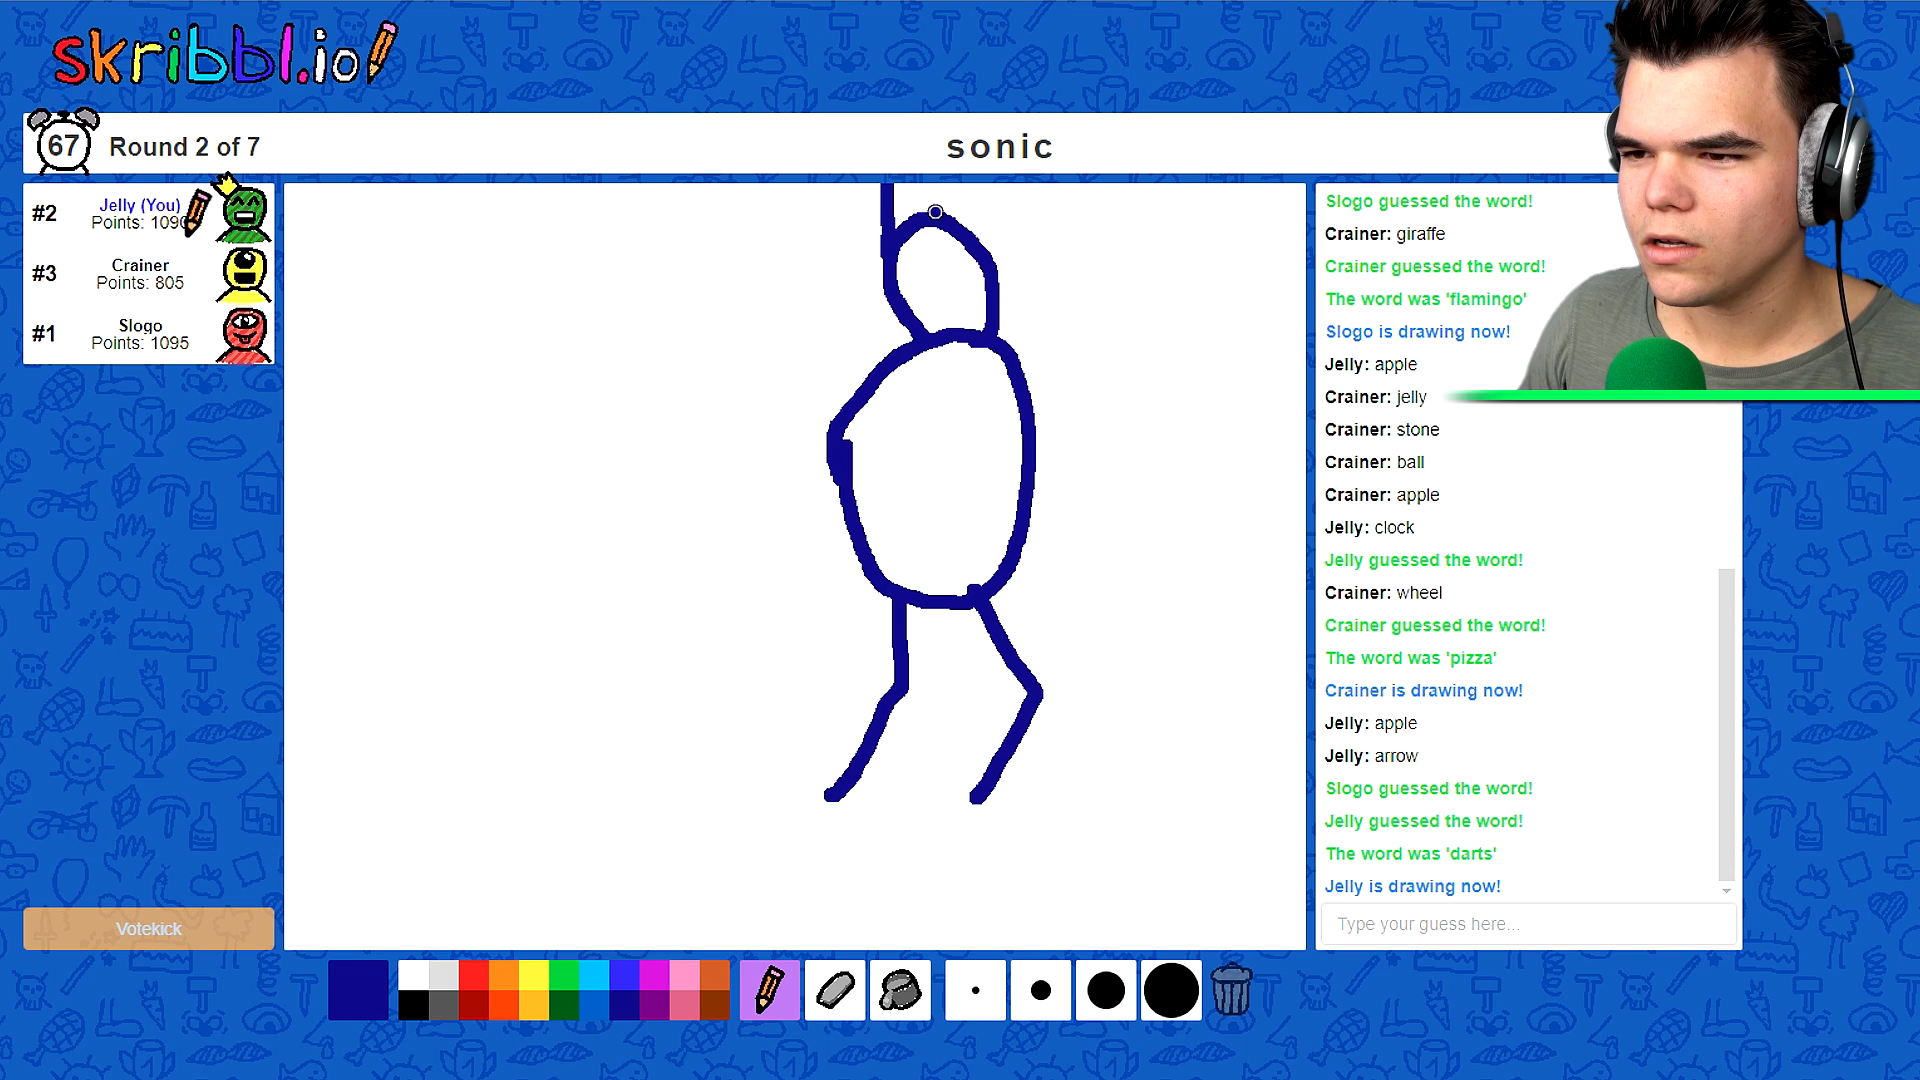 skribbl.io
67
Round 2 of 7
sonic
#2
Jelly (You)
Points: 1090
#3
Crainer
Points: 805
#1
Slogo
Points: 1095
Votekick
Slogo guessed the word!
Crainer: giraffe
Crainer guessed the word!
The word was 'flamingo'
Slogo is drawing now!
Jelly: apple
Crainer: jelly
Crainer: stone
Crainer: ball
Crainer: apple
Jelly: clock
Jelly guessed the word!
Crainer: wheel
Crainer guessed the word!
The word was 'pizza'
Crainer is drawing now!
Jelly: apple
Jelly: arrow
Slogo guessed the word!
Jelly guessed the word!
The word was 'darts'
Jelly is drawing now!
Type your guess here...